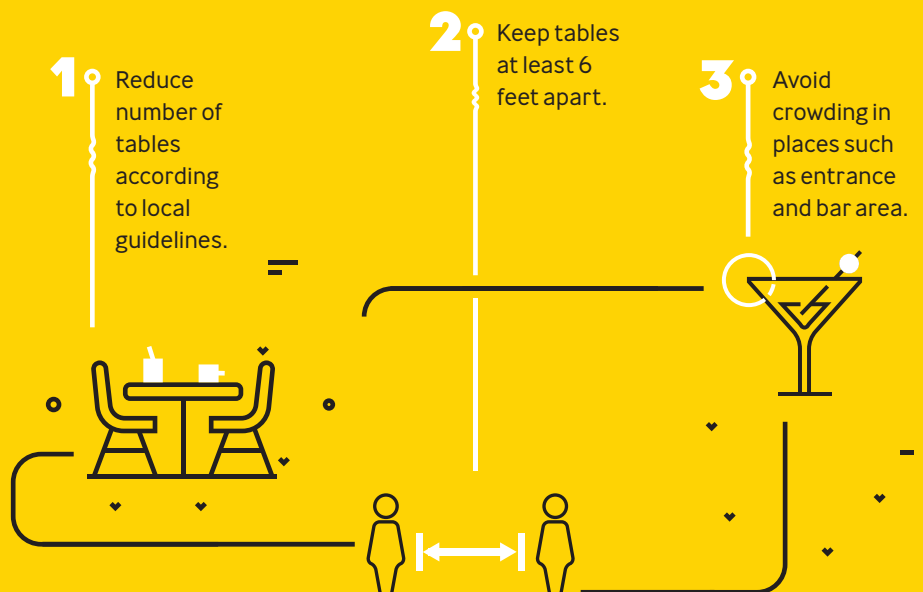 1
Reduce
number of
tables
according
to local
guidelines.
2
Keep tables
at least 6
feet apart.
3
Avoid
crowding in
places such
as entrance
and bar area.